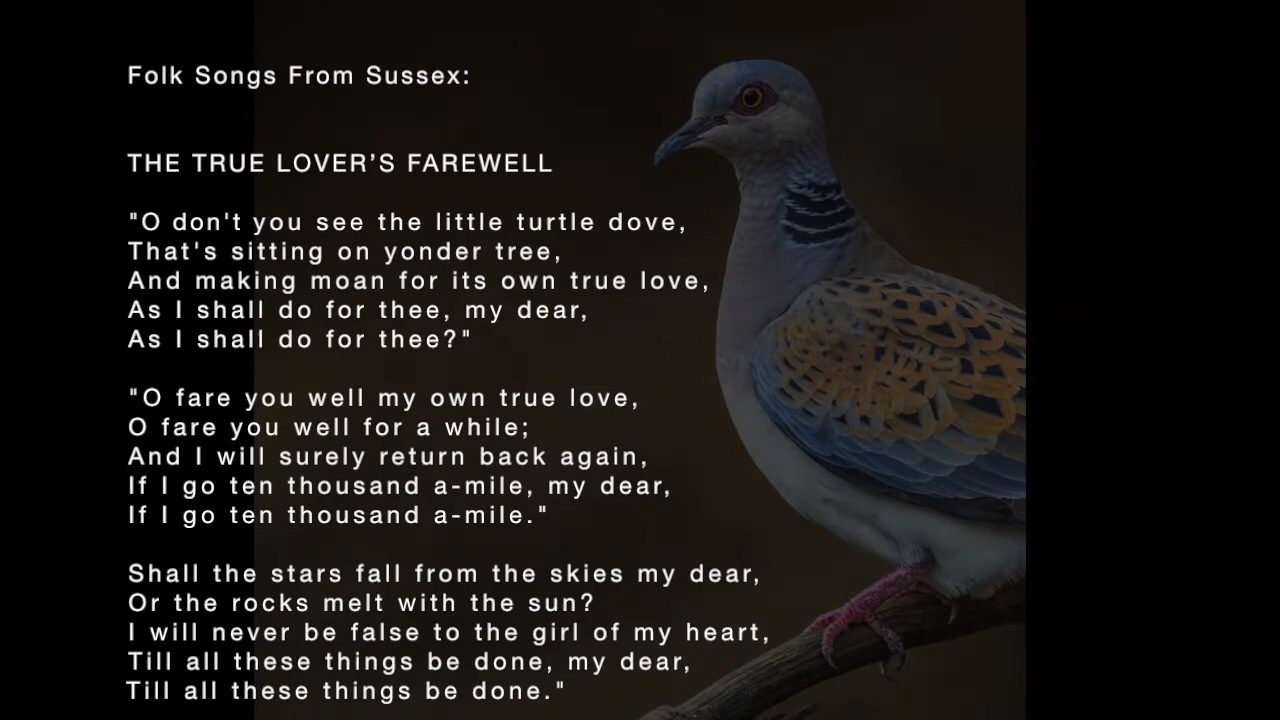 Folk Songs From Sussex:
THE TRUE LOVER’S FAREWELL
"O don't you see the little turtle dove,
That's sitting on yonder tree,
And making moan for its own true love,
As I shall do for thee, my dear,
As I shall do for thee?"
"O fare you well my own true love,
O fare you well for a while;
And I will surely return back again,
If I go ten thousand a-mile, my dear,
If I go ten thousand a-mile."
Shall the stars fall from the skies my dear,
Or the rocks melt with the sun?
I will never be false to the girl of my heart,
Till all these things be done, my dear,
Till all these things be done."